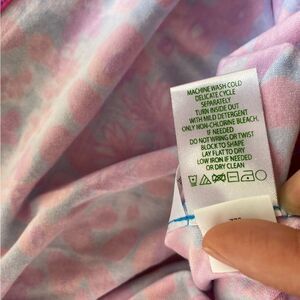 MACHINE WASH COLD
DELICATE CYCLE
SEPARATELY
TURN INSIDE OUT
WITH MILD DETERGENT
ONLY NON-CHLORINE BLEACH,
IF NEEDED
DO NOT WRING OR TWIST
BLOCK TO SHAPE
LAY FLAT TO DRY
LOW IRON IF NEEDED
OR DRY CLEAN